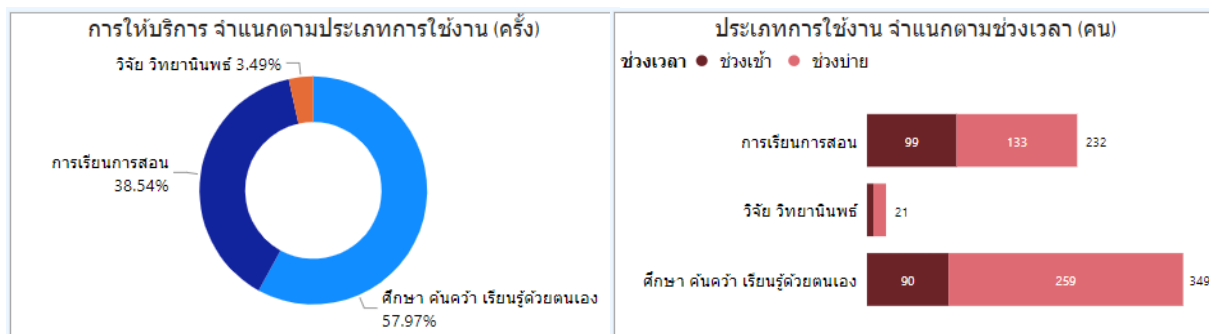 การให้บริการ จำแนกตามประเภทการใช้งาน (ครั้ง)
วิจัย วิทยานินพธ์ 3.49%
การเรียนการสอน
38.54%
ศึกษา ค้นคว้า เรียนรู้ด้วยตนเอง
57.97%
ประเภทการใช้งาน จำแนกตามช่วงเวลา (คน)
ช่วงเวลา ช่วงเช้า ช่วงบ่าย
การเรียนการสอน 99 133 232
วิจัย วิทยานินพธ์ 21
ศึกษา ค้นคว้า เรียนรู้ด้วยตนเอง 90 259 349